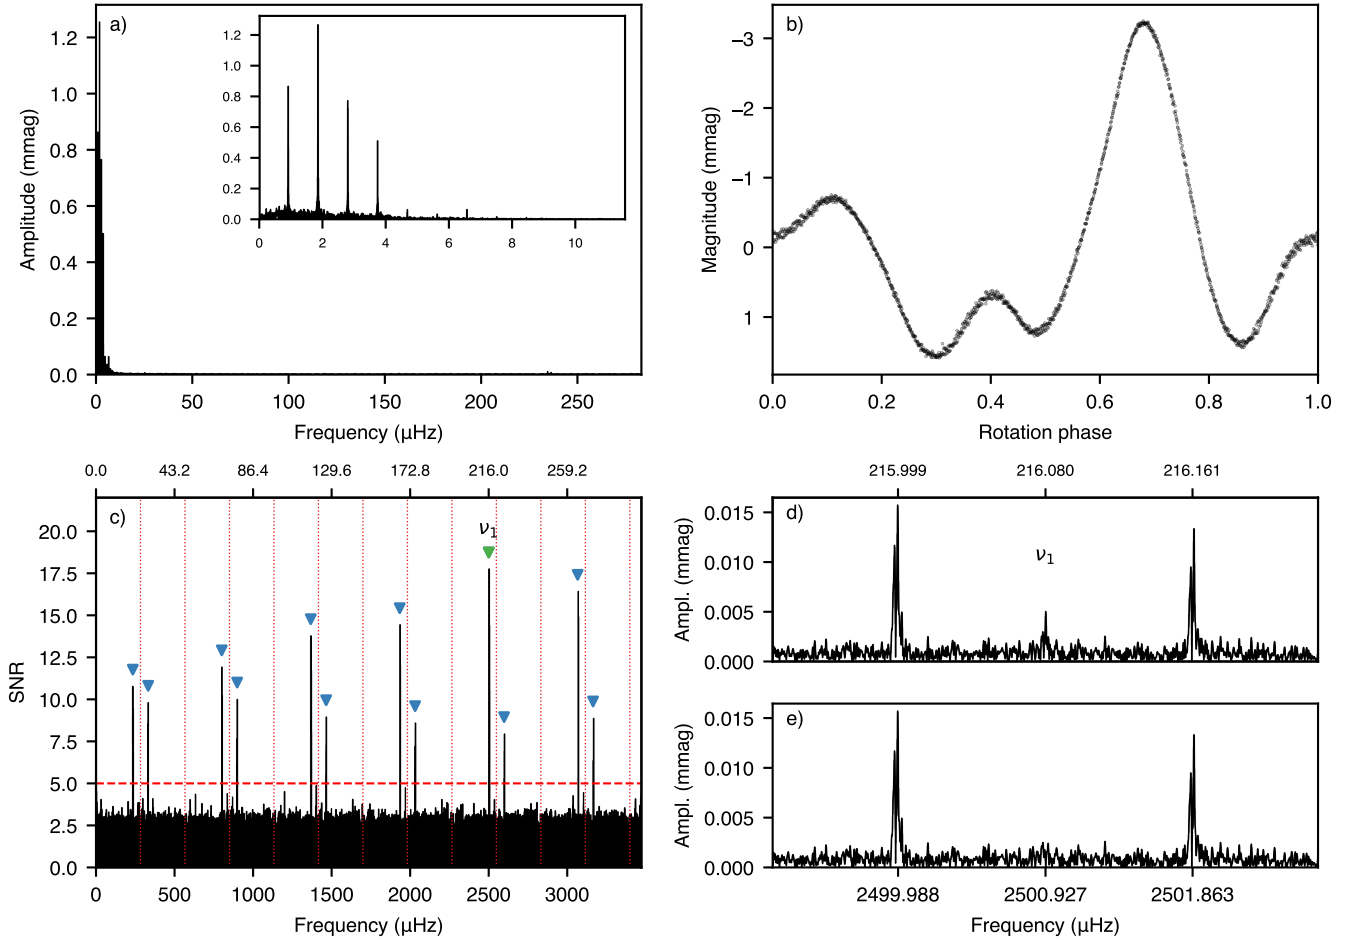 a)
1.2
1.0
0.8
0.6
0.4
0.2
0.0
Amplitude (mmag)
0 50 100 150 200 250
Frequency (µHz)
1.2
1.0
0.8
0.6
0.4
0.2
0.0
0 2 4 6 8 10
b)
−3
−2
−1
0
1
Magnitude (mmag)
0.0 0.2 0.4 0.6 0.8 1.0
Rotation phase
0.0 43.2 86.4 129.6 172.8 216.0 259.2
c)
ν1
20.0
17.5
15.0
12.5
10.0
7.5
5.0
2.5
0.0
SNR
0 500 1000 1500 2000 2500 3000
Frequency (µHz)
215.999 216.080 216.161
d)
ν1
0.015
0.010
0.005
0.000
Ampl. (mmag)
e)
0.015
0.010
0.005
0.000
Ampl. (mmag)
2499.988 2500.927 2501.863
Frequency (µHz)